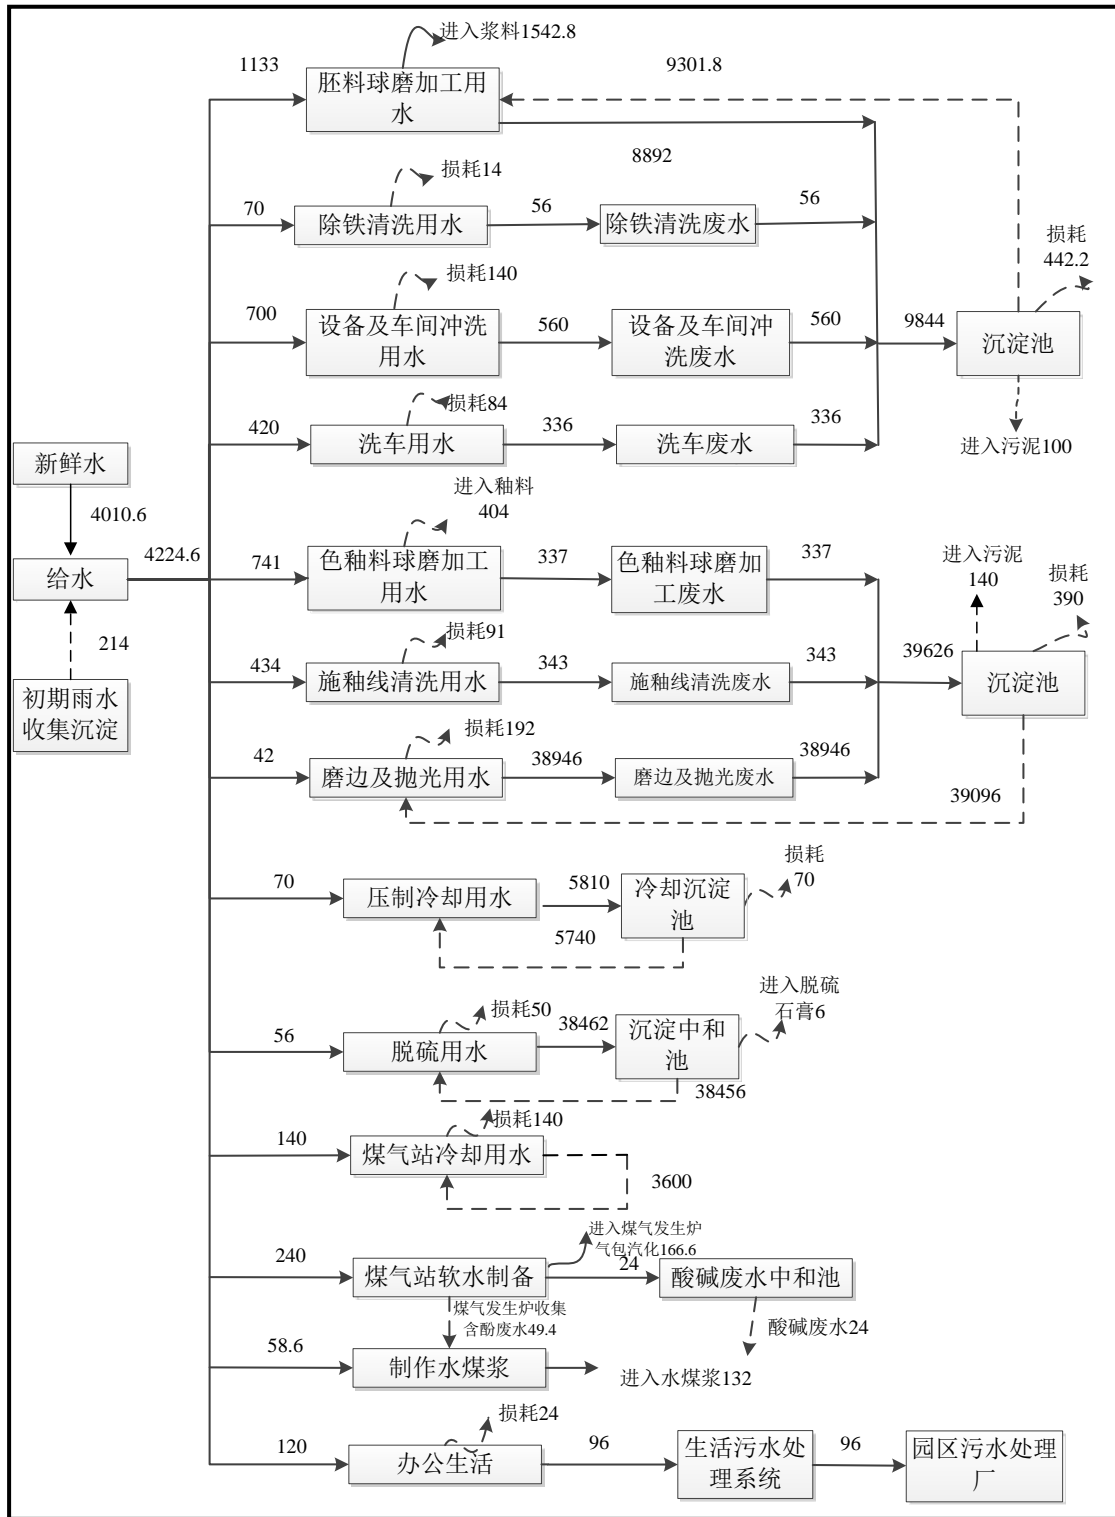 进入浆料1542.8
1133
胚料球磨加工用
水
9301.8
8892
损耗14
70
除铁清洗用水
56
除铁清洗废水
56
损耗
442.2
损耗140
700
设备及车间冲洗
用水
560
设备及车间冲
洗废水
560
9844
沉淀池
损耗84
420
洗车用水
336
洗车废水
336
进入污泥100
新鲜水
4010.6
给水
4224.6
214
初期雨水
收集沉淀
进入釉料
404
741
色釉料球磨加工
用水
337
色釉料球磨加
工废水
337
进入污泥
140
损耗
390
损耗91
434
施釉线清洗用水
343
施釉线清洗废水
343
39626
沉淀池
损耗192
42
磨边及抛光用水
38946
磨边及抛光废水
38946
39096
70
压制冷却用水
5810
冷却沉淀
池
损耗
70
5740
损耗50
56
脱硫用水
38462
沉淀中和
池
进入脱硫
石膏6
38456
损耗140
140
煤气站冷却用水
3600
进入煤气发生炉
气包汽化166.6
240
煤气站软水制备
24
酸碱废水中和池
煤气发生炉收集
含酚废水49.4
酸碱废水24
58.6
制作水煤浆
进入水煤浆132
损耗24
120
办公生活
96
生活污水处
理系统
96
园区污水处理
厂